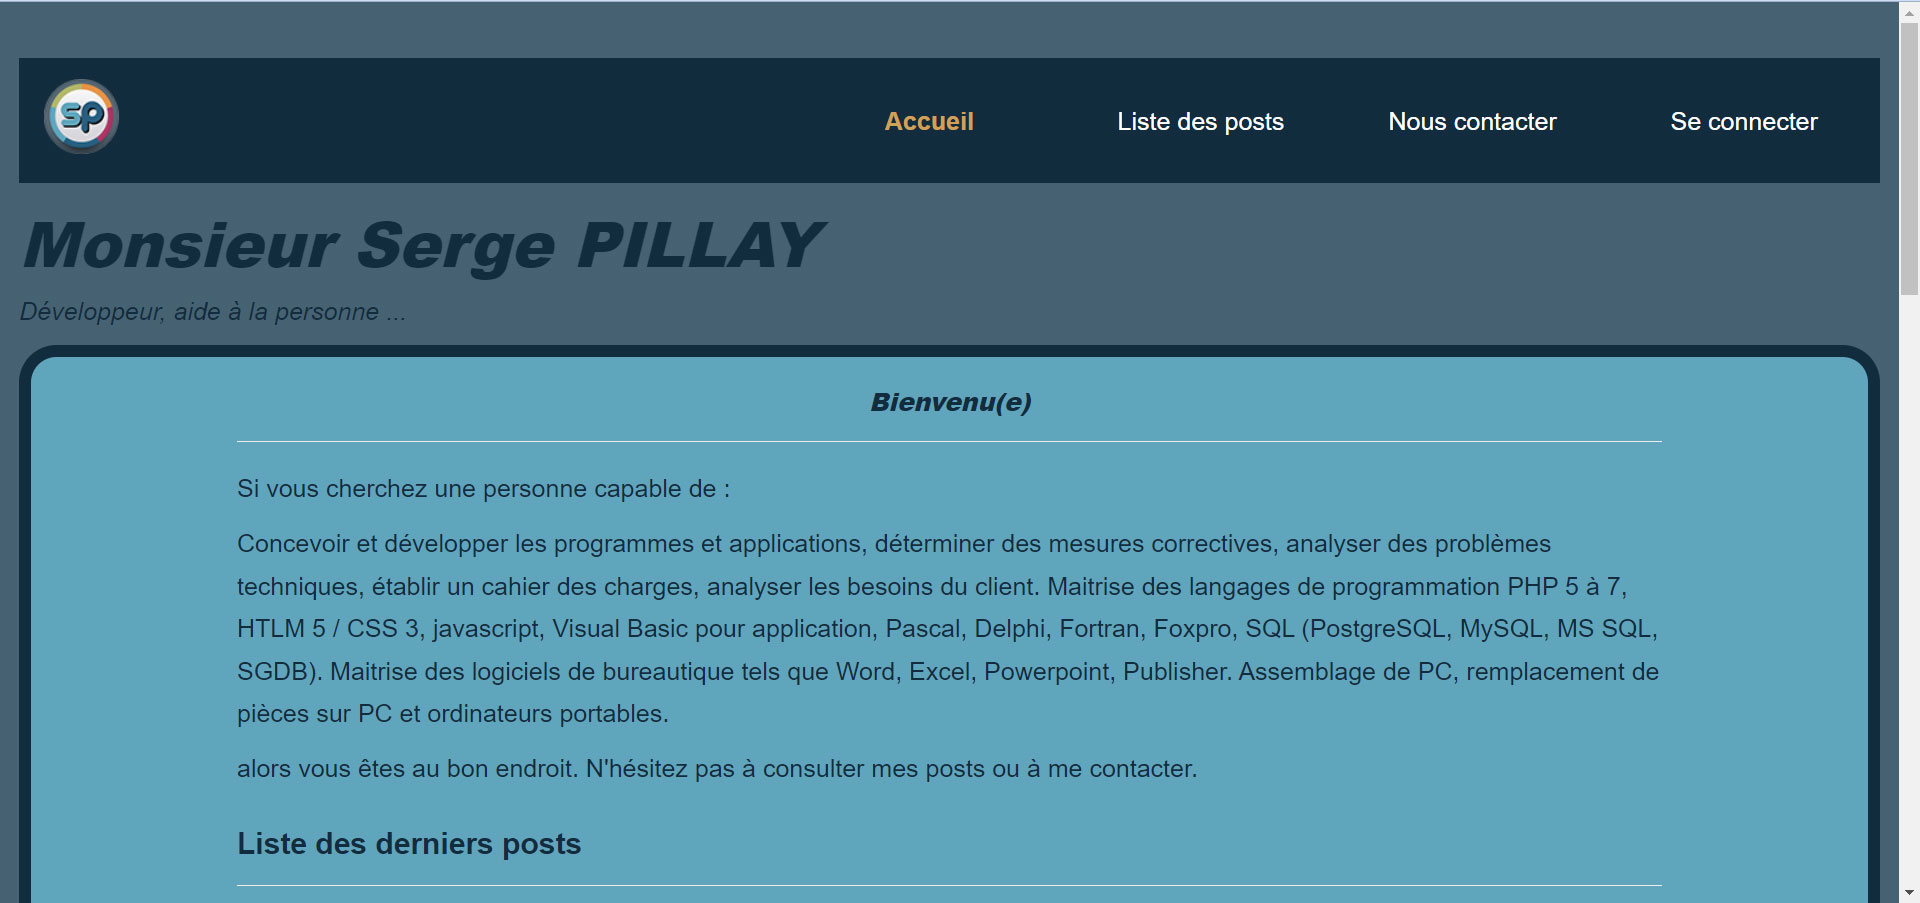 sp
Accueil
Liste des posts
Nous contacter
Se connecter
Monsieur Serge PILLAY
Développeur, aide à la personne ...
Bienvenu(e)
Si vous cherchez une personne capable de :
Concevoir et développer les programmes et applications, déterminer des mesures correctives, analyser des problèmes
techniques, établir un cahier des charges, analyser les besoins du client. Maitrise des langages de programmation PHP 5 à 7,
HTLM 5 / CSS 3, javascript, Visual Basic pour application, Pascal, Delphi, Fortran, Foxpro, SQL (PostgreSQL, MySQL, MS SQL,
SGDB). Maitrise des logiciels de bureautique tels que Word, Excel, Powerpoint, Publisher. Assemblage de PC, remplacement de
pièces sur PC et ordinateurs portables.
alors vous êtes au bon endroit. N'hésitez pas à consulter mes posts ou à me contacter.
Liste des derniers posts